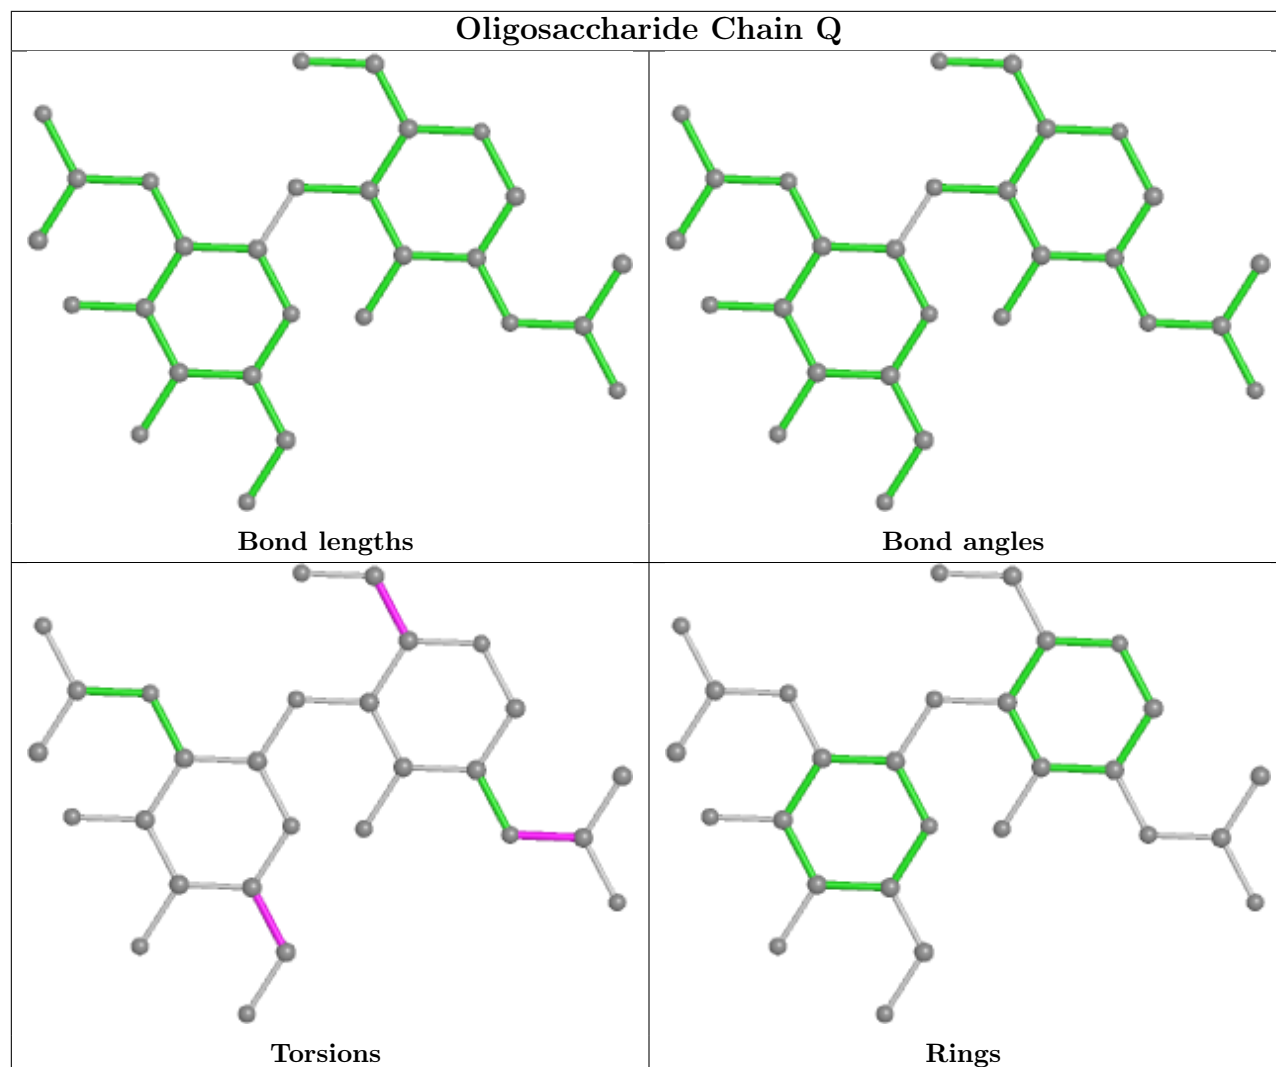 Oligosaccharide Chain Q
Bond lengths
Bond angles
Torsions
Rings